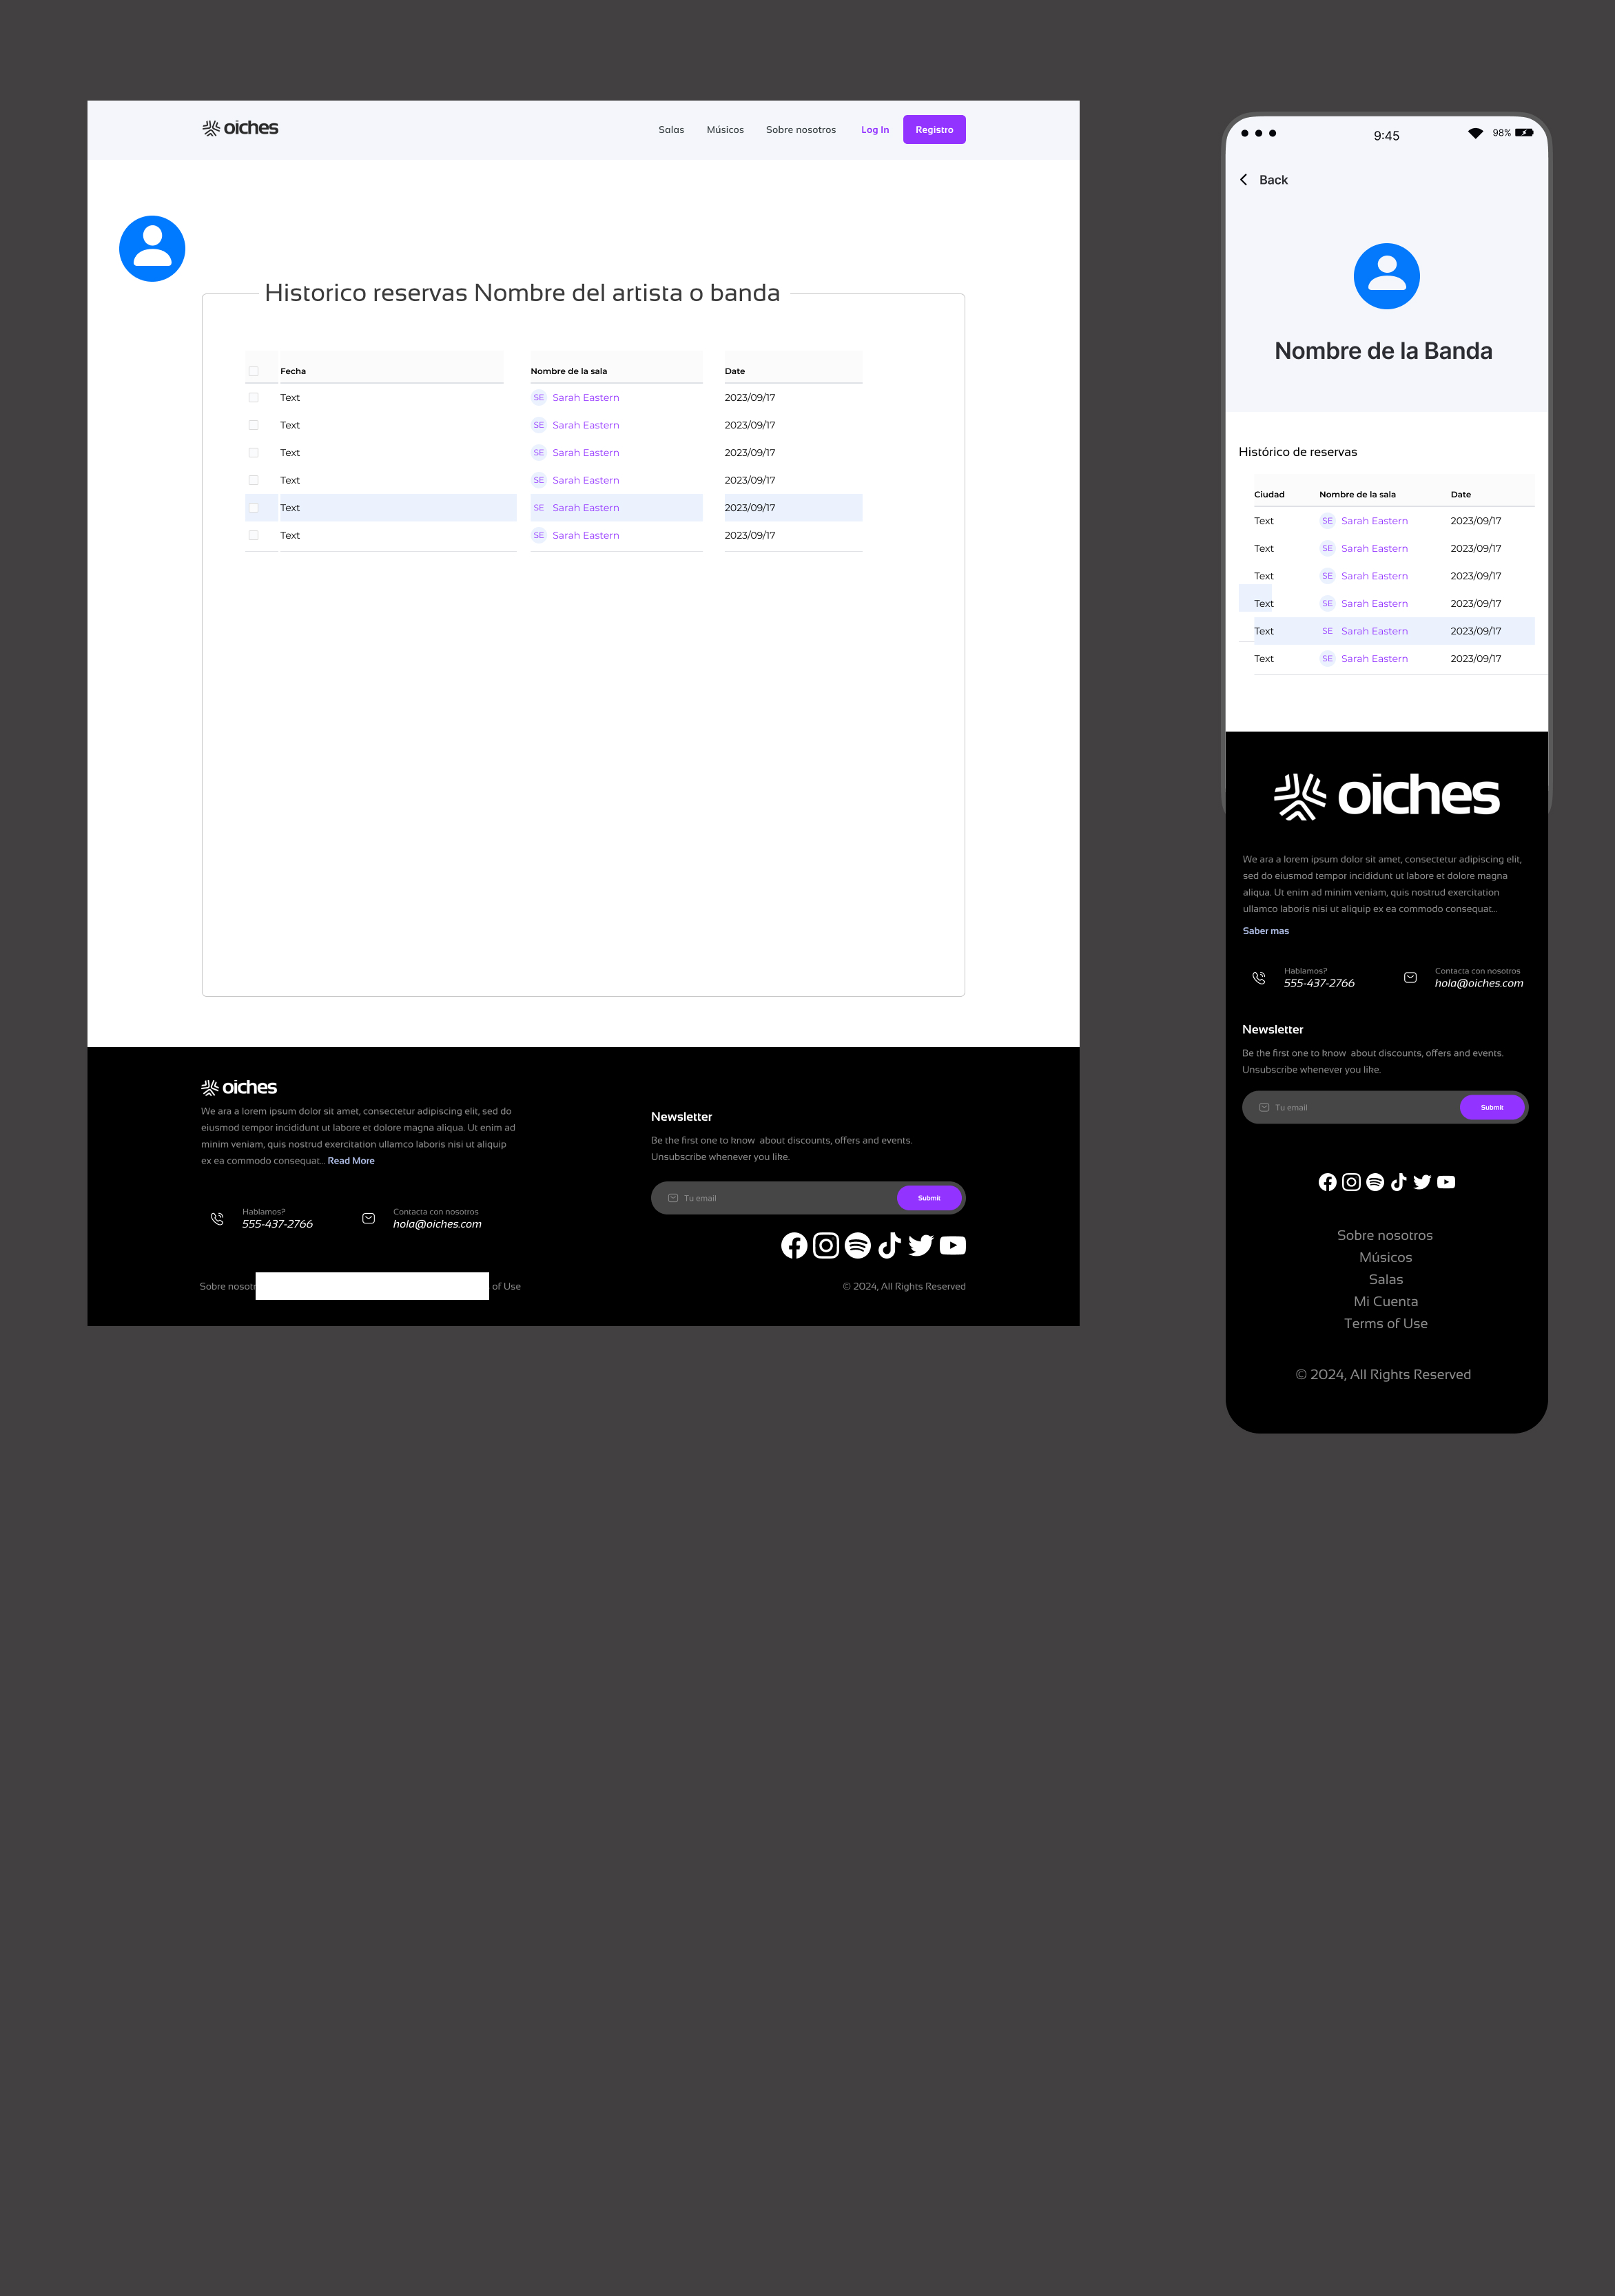 oiches
Salas Músicos Sobre nosotros Log In Registro
Historico reservas Nombre del artista o banda
Fecha Nombre de la sala Date
Text SE Sarah Eastern 2023/09/17
Text SE Sarah Eastern 2023/09/17
Text SE Sarah Eastern 2023/09/17
Text SE Sarah Eastern 2023/09/17
Text SE Sarah Eastern 2023/09/17
Text SE Sarah Eastern 2023/09/17
oiches
We ara a lorem ipsum dolor sit amet, consectetur adipiscing elit, sed do
eiusmod tempor incididunt ut labore et dolore magna aliqua. Ut enim ad
minim veniam, quis nostrud exercitation ullamco laboris nisi ut aliquip
ex ea commodo consequat... Read More
Hablamos?
555-437-2766
Contacta con nosotros
hola@oiches.com
Newsletter
Be the first one to know about discounts, offers and events.
Unsubscribe whenever you like.
Tu email Submit
Sobre of Use
© 2024, All Rights Reserved
9:45
98%
Back
Nombre de la Banda
Histórico de reservas
Ciudad Nombre de la sala Date
Text SE Sarah Eastern 2023/09/17
Text SE Sarah Eastern 2023/09/17
Text SE Sarah Eastern 2023/09/17
Text SE Sarah Eastern 2023/09/17
Text SE Sarah Eastern 2023/09/17
Text SE Sarah Eastern 2023/09/17
oiches
We ara a lorem ipsum dolor sit amet, consectetur adipiscing elit,
sed do eiusmod tempor incididunt ut labore et dolore magna
aliqua. Ut enim ad minim veniam, quis nostrud exercitation
ullamco laboris nisi ut aliquip ex ea commodo consequat...
Saber mas
Hablamos?
555-437-2766
Contacta con nosotros
hola@oiches.com
Newsletter
Be the first one to know about discounts, offers and events.
Unsubscribe whenever you like.
Tu email Submit
Sobre nosotros
Músicos
Salas
Mi Cuenta
Terms of Use
© 2024, All Rights Reserved